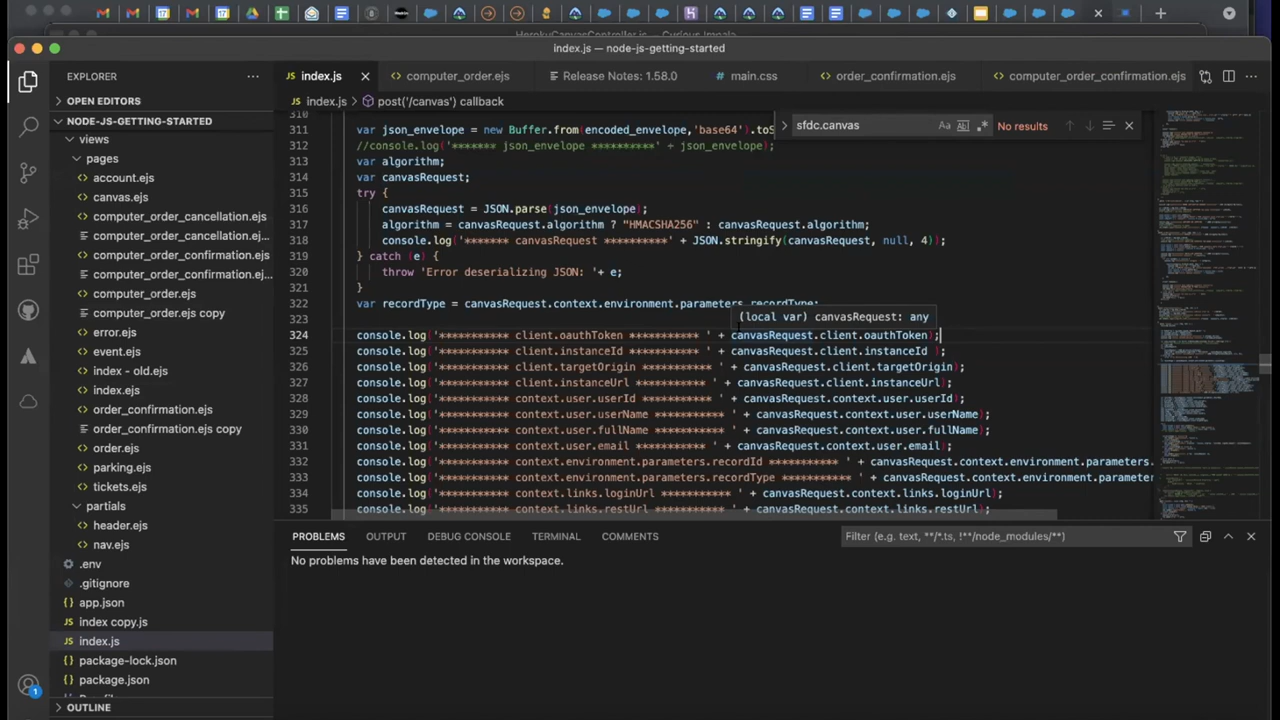 HerokuCanvasController.js — Curious Impala
index.js — node-js-getting-started
EXPLORER
index.js
computer_order.ejs
Release Notes: 1.58.0
main.css
order_confirmation.ejs
computer_order_confirmation.ejs
OPEN EDITORS
index.js > post('/canvas') callback
NODE-JS-GETTING-STARTED
views
pages
account.ejs
canvas.ejs
computer_order_cancellation.ejs
computer_order_cancellation.ej...
computer_order_confirmation.ejs
computer_order_confirmation.ej...
computer_order.ejs
computer_order.ejs copy
error.ejs
event.ejs
index - old.ejs
index.ejs
order_confirmation.ejs
order_confirmation.ejs copy
order.ejs
parking.ejs
tickets.ejs
partials
header.ejs
nav.ejs
.env
.gitignore
app.json
index copy.js
index.js
package-lock.json
package.json
OUTLINE
1
sfdc.canvas
Aa
No results
310
311 var json_envelope = new Buffer.from(encoded_envelope,'base64').toS
312 //console.log('******* json_envelope **********' + json_envelope);
313 var algorithm;
314 var canvasRequest;
315 try {
316 canvasRequest = JSON.parse(json_envelope);
317 algorithm = canvasRequest.algorithm ? "HMACSHA256" : canvasRequest.algorithm;
318 console.log('******* canvasRequest **********' + JSON.stringify(canvasRequest, null, 4));
319 } catch (e) {
320 throw 'Error deserializing JSON: '+ e;
321 }
322 var recordType = canvasRequest.context.environment.parameters.recordType;
323
(local var) canvasRequest: any
324 console.log('*********** client.oauthToken *********** ' + canvasRequest.client.oauthToken);
325 console.log('*********** client.instanceId *********** ' + canvasRequest.client.instanceId );
326 console.log('*********** client.targetOrigin *********** ' + canvasRequest.client.targetOrigin);
327 console.log('*********** client.instanceUrl *********** ' + canvasRequest.client.instanceUrl);
328 console.log('*********** context.user.userId *********** ' + canvasRequest.context.user.userId);
329 console.log('*********** context.user.userName *********** ' + canvasRequest.context.user.userName);
330 console.log('*********** context.user.fullName *********** ' + canvasRequest.context.user.fullName);
331 console.log('*********** context.user.email *********** ' + canvasRequest.context.user.email);
332 console.log('*********** context.environment.parameters.recordId *********** ' + canvasRequest.context.environment.parameters.
333 console.log('*********** context.environment.parameters.recordType *********** ' + canvasRequest.context.environment.parameters.
334 console.log('*********** context.links.loginUrl *********** ' + canvasRequest.context.links.loginUrl);
335 console.log('*********** context.links.restUrl *********** ' + canvasRequest.context.links.restUrl);
PROBLEMS
OUTPUT
DEBUG CONSOLE
TERMINAL
COMMENTS
Filter (e.g. text, **/*.ts, !**/node_modules/**)
No problems have been detected in the workspace.